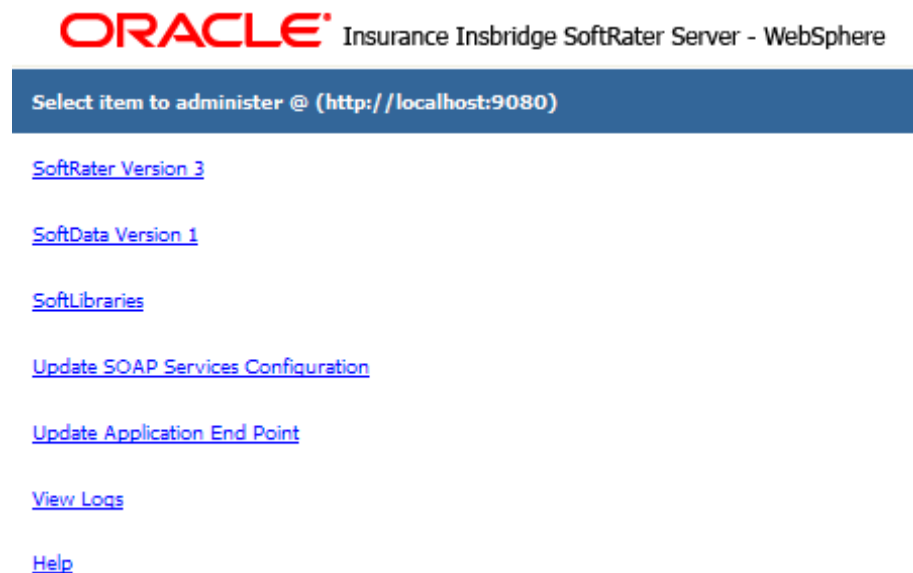 ORACLE Insurance Insbridge SoftRater Server - WebSphere
Select item to administer @ (http://localhost:9080)
SoftRater Version 3
SoftData Version 1
SoftLibraries
Update SOAP Services Configuration
Update Application End Point
View Logs
Help